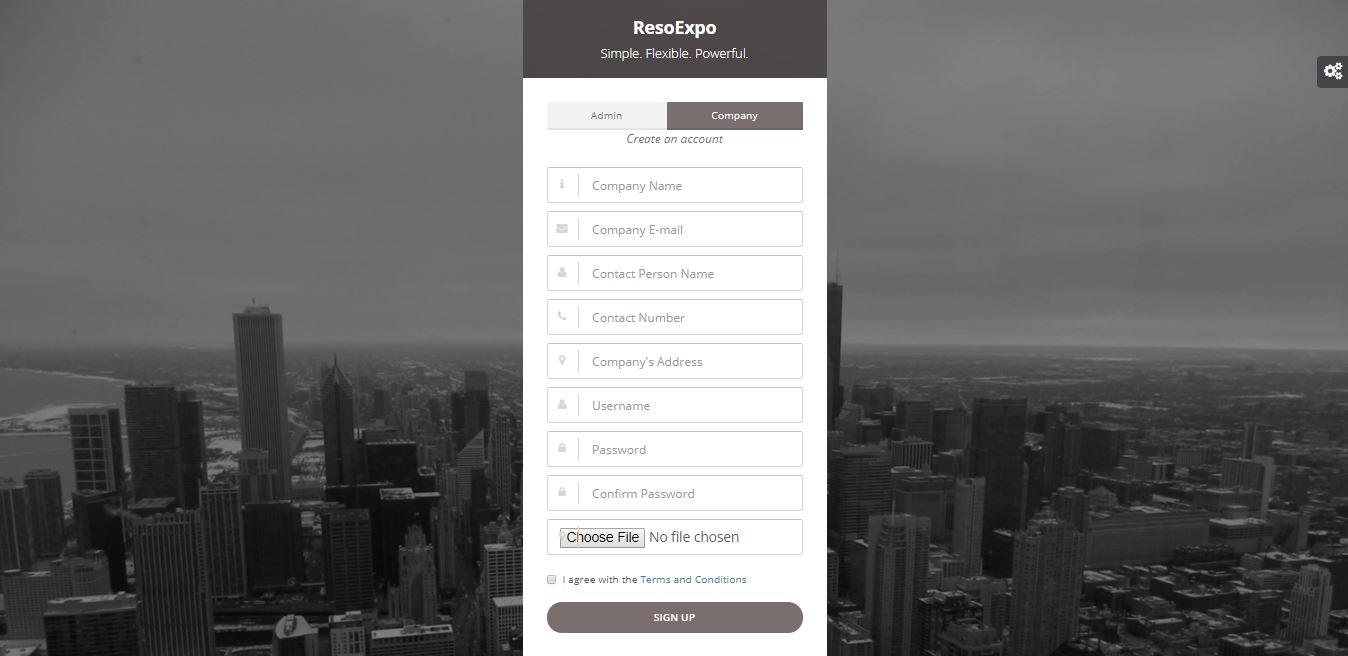 ResoExpo
Simple. Flexible. Powerful.
Admin Company
Create an account
Company Name
Company E-mail
Contact Person Name
Contact Number
Company's Address
Username
Password
Confirm Password
Choose File No file chosen
I agree with the Terms and Conditions
SIGN UP